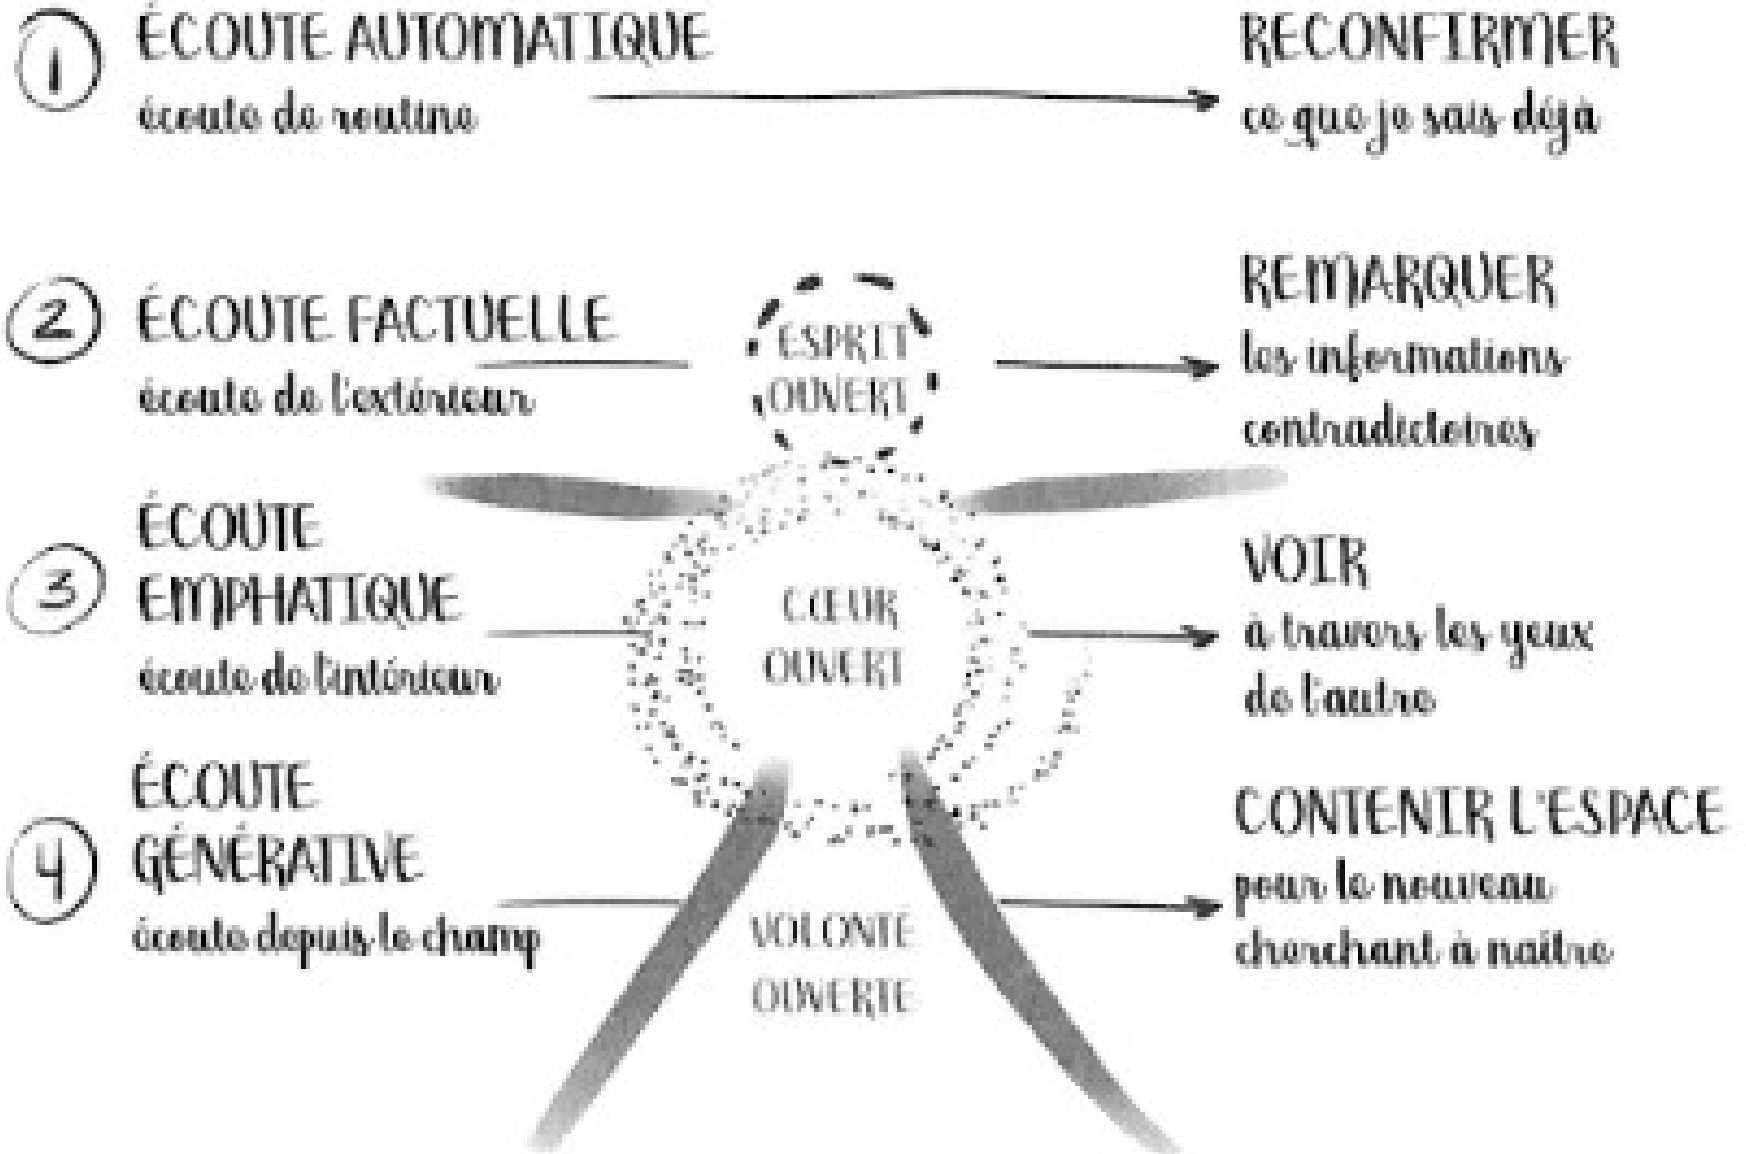 1
ÉCOUTE AUTOMATIQUE
écoute de routine
RECONFIRMER
ce que je sais déjà
2
ÉCOUTE FACTUELLE
écoute de l'extérieur
ESPRIT
OUVERT
REMARQUER
les informations
contradictoires
3
ÉCOUTE
EMPHATIQUE
écoute de l'intérieur
CŒUR
OUVERT
VOIR
à travers les yeux
de l'autre
4
ÉCOUTE
GÉNÉRATIVE
écoute depuis le champ
VOLONTÉ
OUVERTE
CONTENIR L'ESPACE
pour le nouveau
cherchant à naître